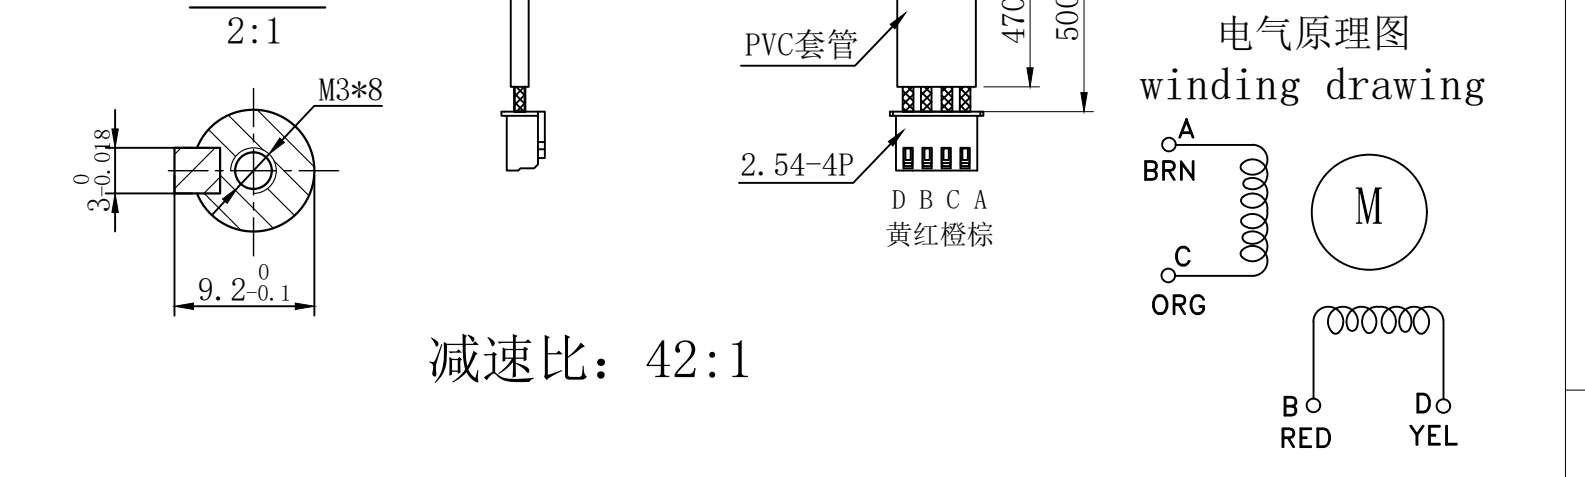 2:1
M3*8
0
3-0.018
0
9.2-0.1
PVC套管
470
500
2.54-4P
D B C A
黄红橙棕
减速比：42:1
电气原理图
winding drawing
A
BRN
C
ORG
M
B
RED
D
YEL